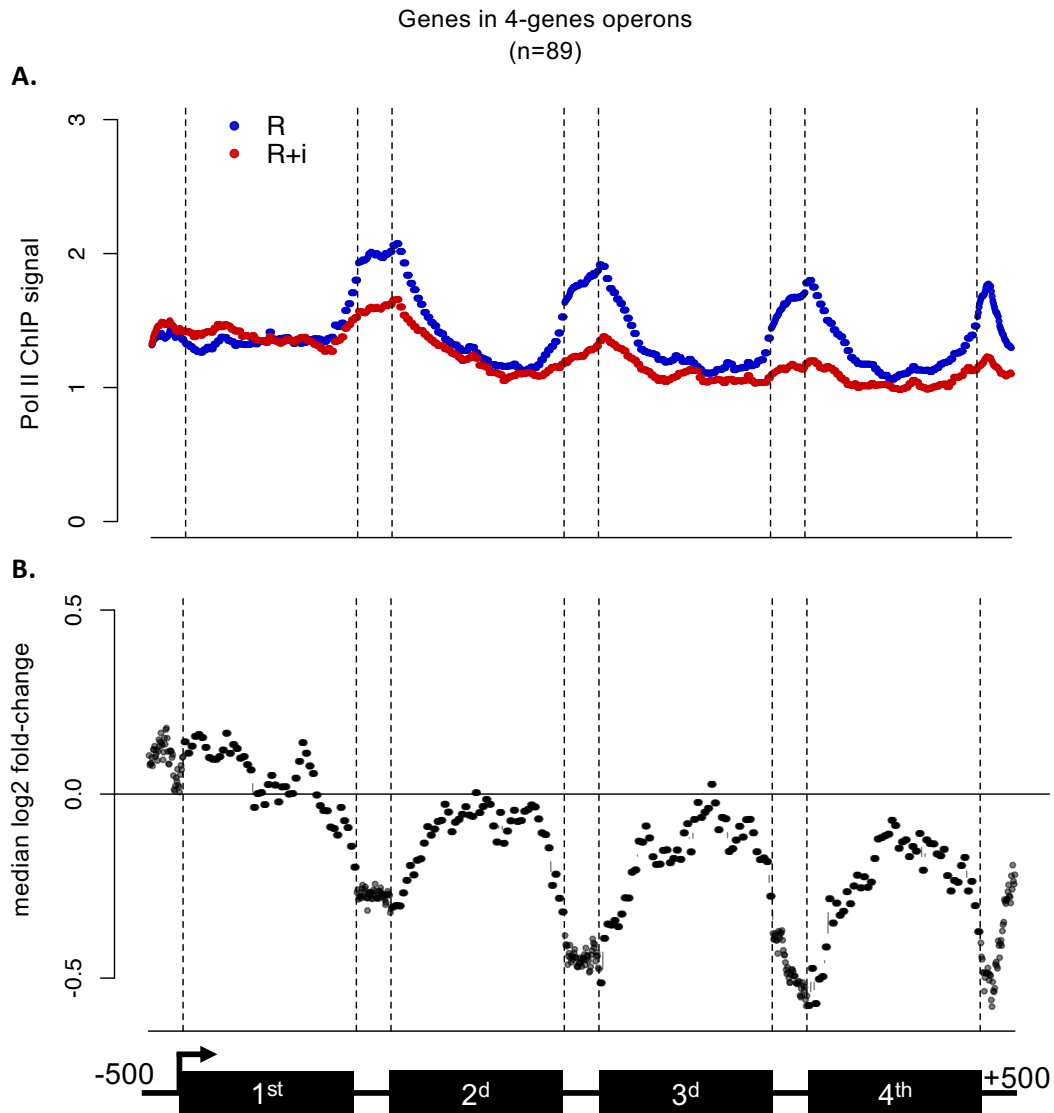 Genes in 4-genes operons
(n=89)
A.
R
R+i
3
2
1
0
Pol II ChIP signal
B.
0.5
0.0
-0.5
median log2 fold-change
-500
1st
2d
3d
4th
+500